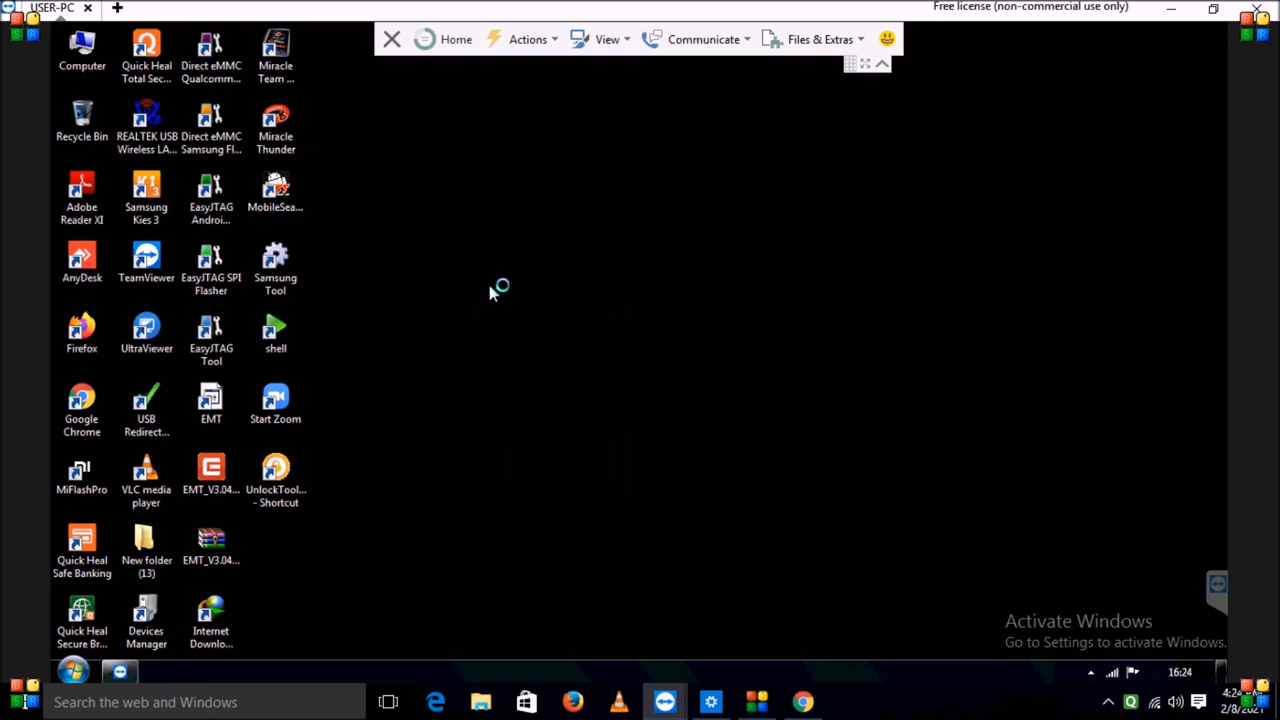 USER-PC
Free license (non-commercial use only)
Home
Actions
View
Communicate
Files & Extras
Computer
Quick Heal
Total Sec...
Direct eMMC
Qualcomm...
Miracle
Team ...
Recycle Bin
REALTEK USB
Wireless LA...
Direct eMMC
Samsung Fl...
Miracle
Thunder
Adobe
Reader XI
Samsung
Kies 3
EasyJTAG
Androi...
MobileSea...
AnyDesk
TeamViewer
EasyJTAG SPI
Flasher
Samsung
Tool
Firefox
UltraViewer
EasyJTAG
Tool
shell
Google
Chrome
USB
Redirect...
EMT
Start Zoom
MiFlashPro
VLC media
player
EMT_V3.04...
UnlockTool...
- Shortcut
Quick Heal
Safe Banking
New folder
(13)
EMT_V3.04...
Quick Heal
Secure Br...
Devices
Manager
Internet
Downlo...
Activate Windows
Go to Settings to activate Windows.
16:24
Search the web and Windows